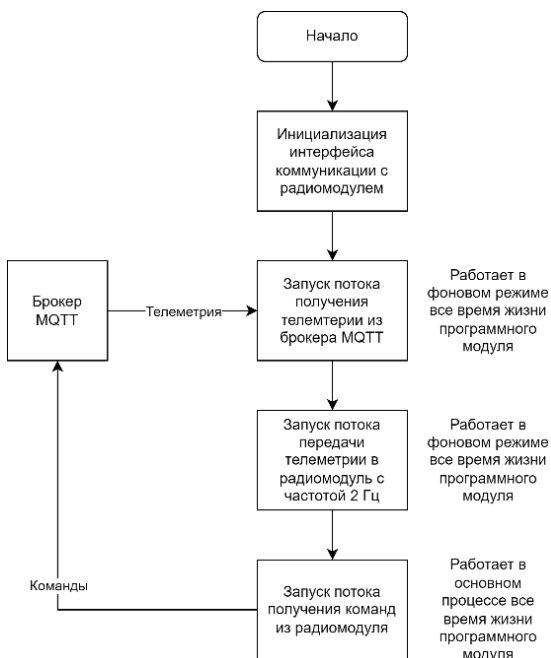 Начало
Инициализация
интерфейса
коммуникации с
радиомодулем
Брокер
MQTT
Телеметрия
Запуск потока
получения
телемтерии из
брокера MQTT
Работает в
фоновом режиме
все время жизни
программного
модуля
Запуск потока
передачи
телеметрии в
радиомодуль с
частотой 2 Гц
Работает в
фоновом режиме
все время жизни
программного
модуля
Команды
Запуск потока
получения команд
из радиомодуля
Работает в
основном
процессе все
время жизни
программного
модуля